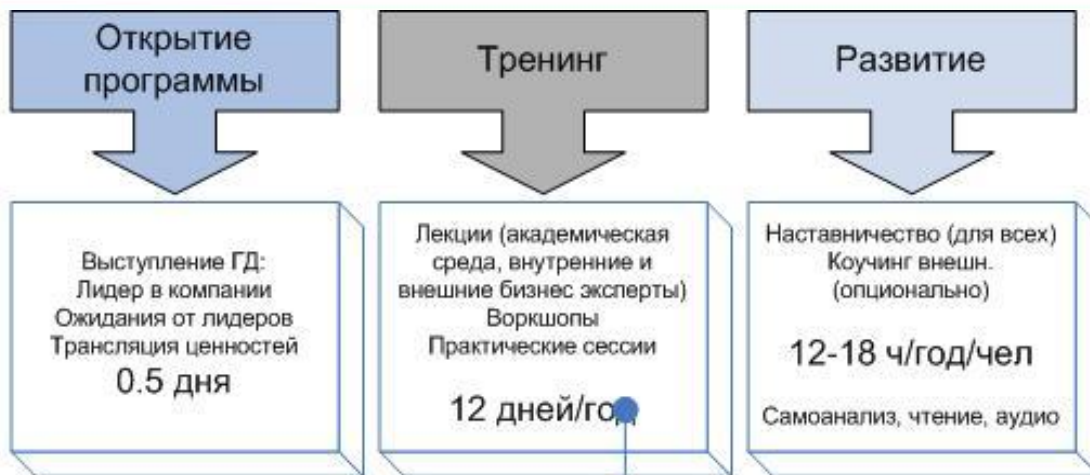 Открытие
программы
Тренинг
Развитие
Выступление ГД:
Лидер в компании
Ожидания от лидеров
Трансляция ценностей
0.5 дня
Лекции (академическая
среда, внутренние и
внешние бизнес эксперты)
Воркшопы
Практические сессии
12 дней/год
Наставничество (для всех)
Коучинг внешн.
(опционально)
12-18 ч/год/чел
Самоанализ, чтение, аудио